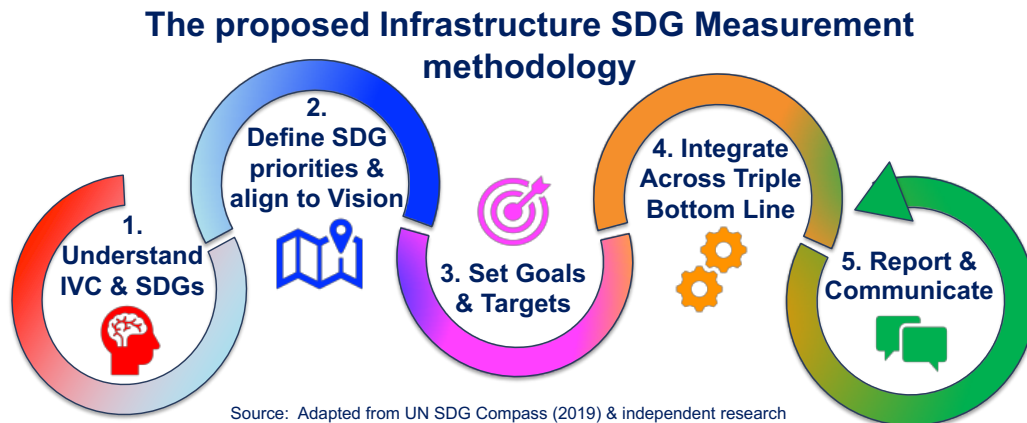 The proposed Infrastructure SDG Measurement
methodology
1.
Understand
IVC & SDGs
2.
Define SDG
priorities &
align to Vision
3. Set Goals
& Targets
4. Integrate
Across Triple
Bottom Line
5. Report &
Communicate
Source:  Adapted from UN SDG Compass (2019) & independent research